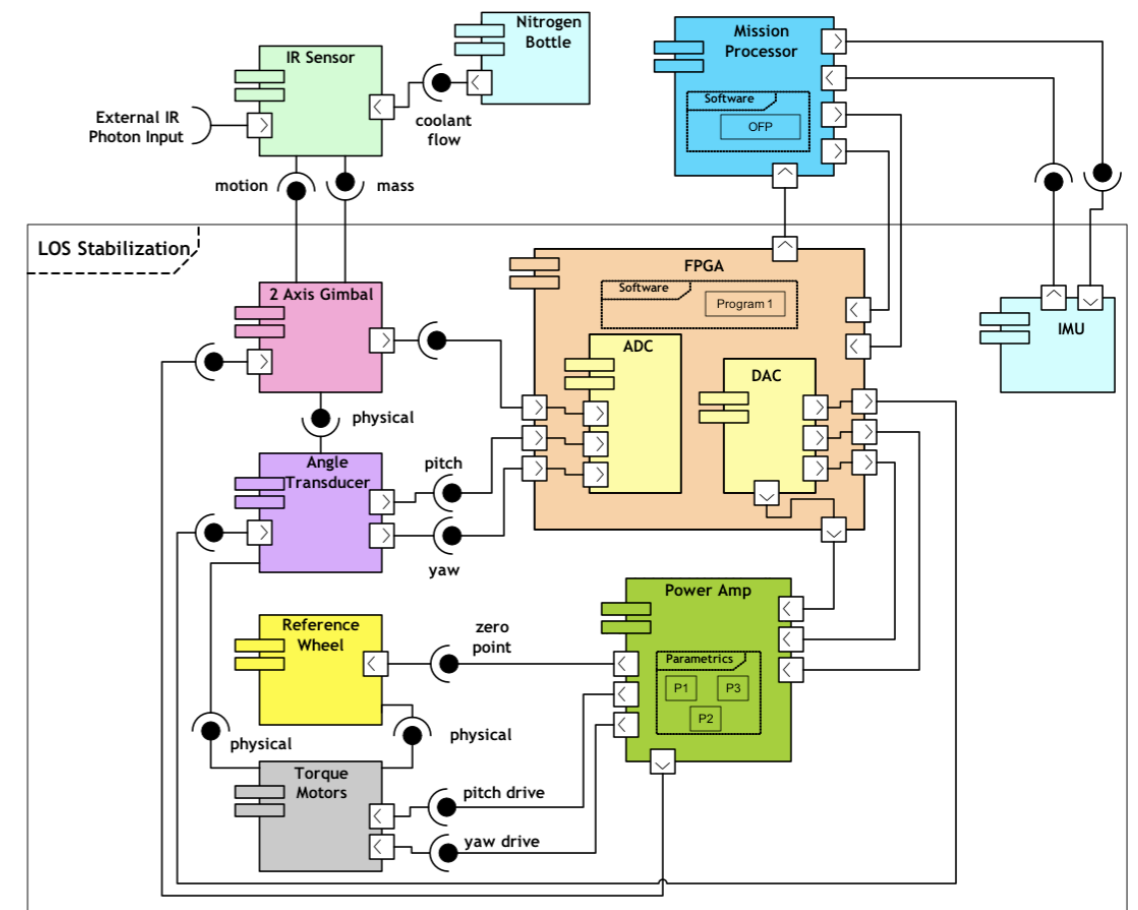 Nitrogen
Bottle
Mission
Processor
IR Sensor
Software
OFP
External IR
Photon Input
coolant
flow
motion
mass
LOS Stabilization
FPGA
2 Axis Gimbal
Software
Program 1
IMU
ADC
DAC
physical
Angle
Transducer
pitch
yaw
Power Amp
Reference
Wheel
zero
point
Parametrics
P1
P3
P2
physical
physical
Torque
Motors
pitch drive
yaw drive